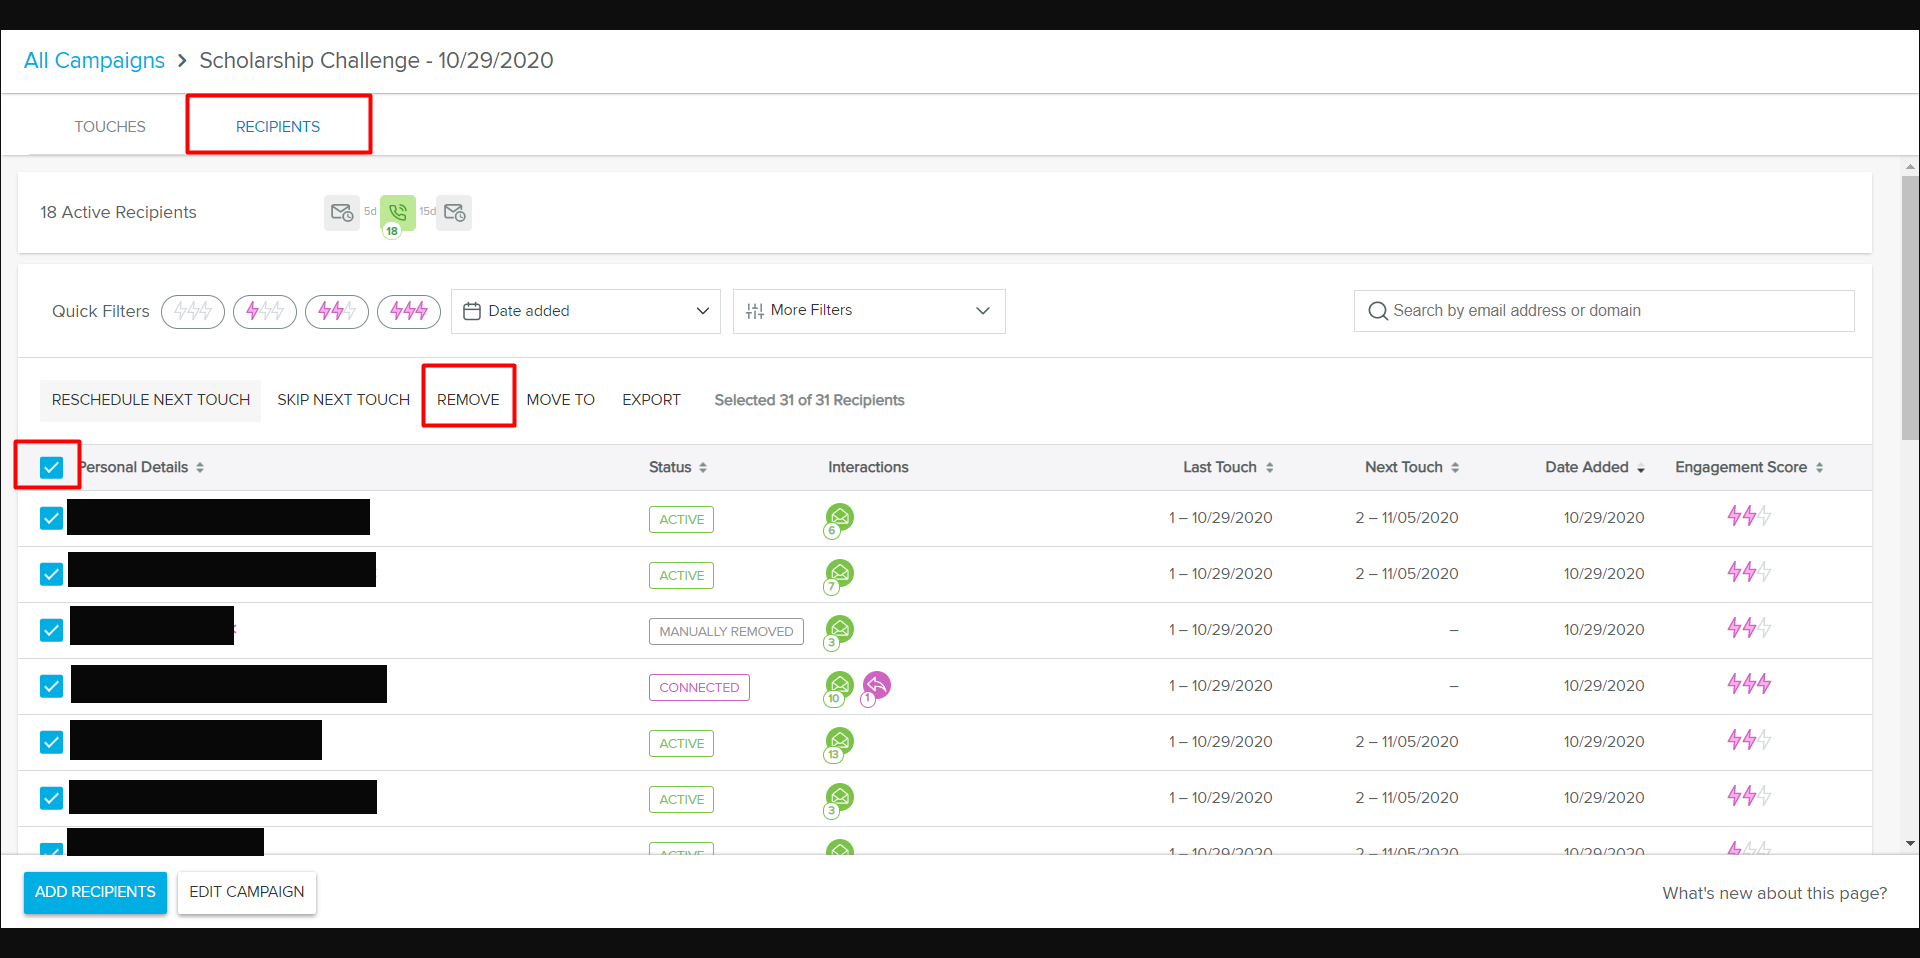 All Campaigns > Scholarship Challenge - 10/29/2020
TOUCHES RECIPIENTS
18 Active Recipients 5d 15d
18
Quick Filters Date added More Filters Search by email address or domain
RESCHEDULE NEXT TOUCH SKIP NEXT TOUCH REMOVE MOVE TO EXPORT Selected 31 of 31 Recipients
Personal Details Status Interactions Last Touch Next Touch Date Added Engagement Score
ACTIVE 6 1 – 10/29/2020 2 – 11/05/2020 10/29/2020
ACTIVE 7 1 – 10/29/2020 2 – 11/05/2020 10/29/2020
MANUALLY REMOVED 3 1 – 10/29/2020 – 10/29/2020
CONNECTED 10 1 1 – 10/29/2020 – 10/29/2020
ACTIVE 13 1 – 10/29/2020 2 – 11/05/2020 10/29/2020
ACTIVE 3 1 – 10/29/2020 2 – 11/05/2020 10/29/2020
ACTIVE 1 – 10/29/2020 2 – 11/05/2020 10/29/2020
ADD RECIPIENTS EDIT CAMPAIGN What's new about this page?